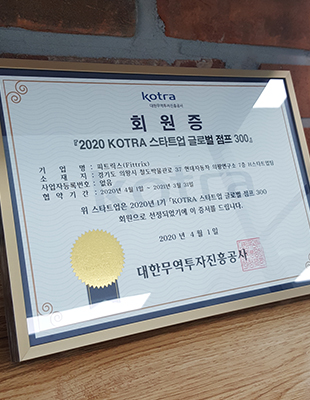 kotra
대한무역투자진흥공사
회 원 증
『2020 KOTRA 스타트업 글로벌 점프 300』
기 업 명 : 피트릭스(Fittrix)
소 재 지 : 경기도 의왕시 철도박물관로 37 현대자동차 의왕연구소 1층
사업자등록번호 : 없음
협 약 기 간 : 2020년 4월 1일 ~ 2021년 3월 31일
위 스타트업은 2020년 1기 「KOTRA 스타트업 글로벌 점프 300
회원으로 선정되었기에 이 증서를 드립니다.
2020 년 4 월 1 일
대한무역투자진흥공사